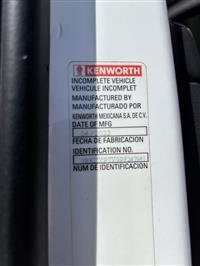 KENWORTH
INCOMPLETE VEHICLE
VEHICULE INCOMPLET
MANUFACTURED BY
MANUFACTURADO POR
KENWORTH MEXICANA S.A. DE C.V.
DATE OF MFG
FECHA DE FABRICACION
IDENTIFICATION NO.
NUM DE IDENTIFICACION